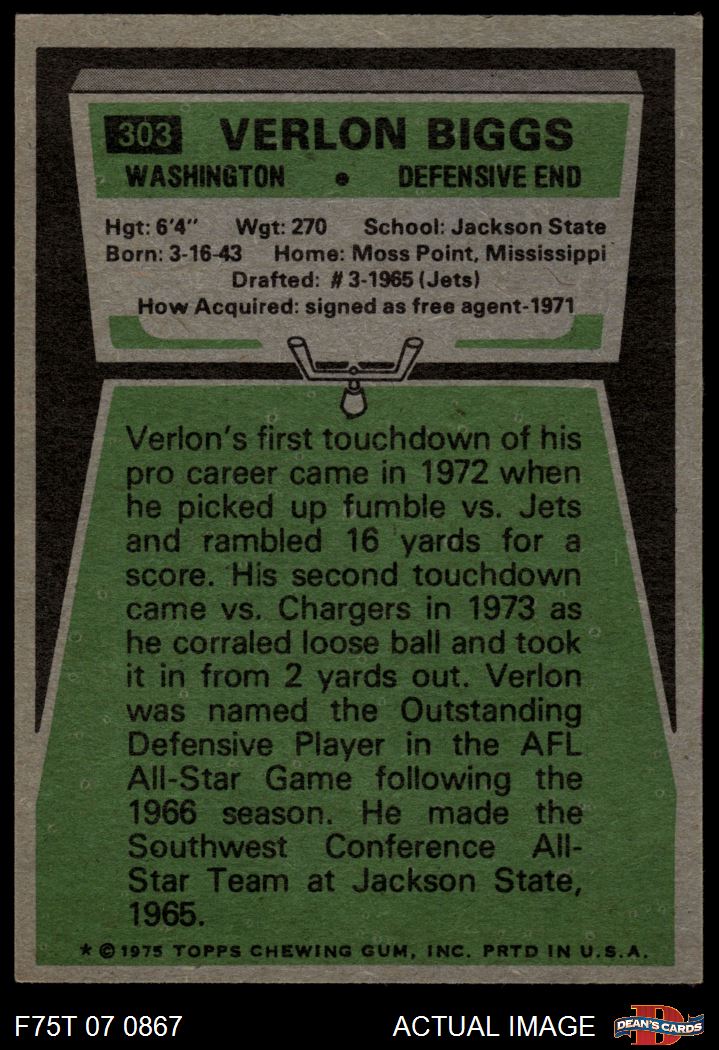 303 VERLON BIGGS
WASHINGTON • DEFENSIVE END
Hgt: 6'4" Wgt: 270 School: Jackson State
Born: 3-16-43 Home: Moss Point, Mississippi
Drafted: #3-1965 (Jets)
How Acquired: signed as free agent-1971
Verlon's first touchdown of his
pro career came in 1972 when
he picked up fumble vs. Jets
and rambled 16 yards for a
score. His second touchdown
came vs. Chargers in 1973 as
he corraled loose ball and took
it in from 2 yards out. Verlon
was named the Outstanding
Defensive Player in the AFL
All-Star Game following the
1966 season. He made the
Southwest Conference All-
Star Team at Jackson State,
1965.
* © 1975 TOPPS CHEWING GUM, INC. PRTD IN U.S.A.
F75T 07 0867 ACTUAL IMAGE D DEAN'S CARDS